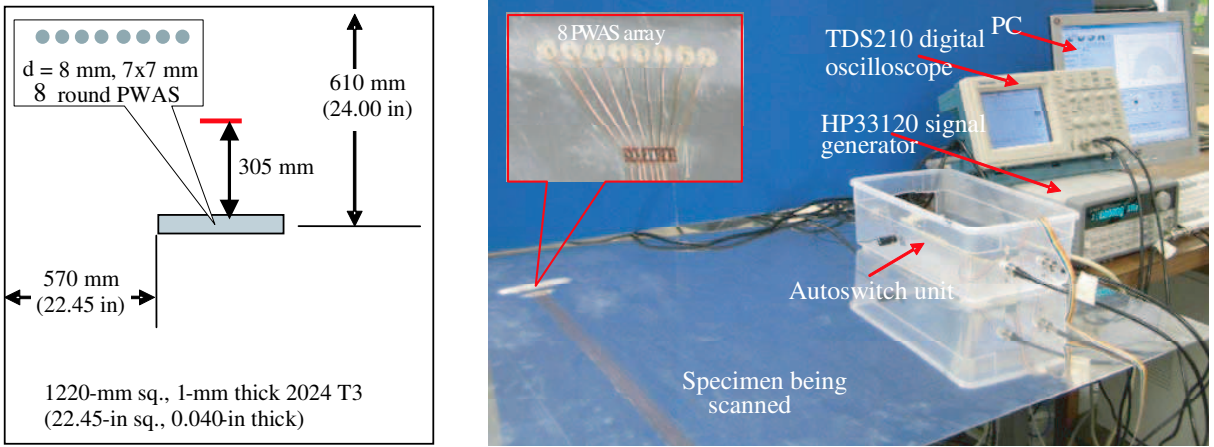 d = 8 mm, 7x7 mm
8 round PWAS
610 mm
(24.00 in)
305 mm
570 mm
(22.45 in)
1220-mm sq., 1-mm thick 2024 T3
(22.45-in sq., 0.040-in thick)
8 PWAS array
TDS210 digital
oscilloscope
PC
HP33120 signal
generator
Autoswitch unit
Specimen being
scanned